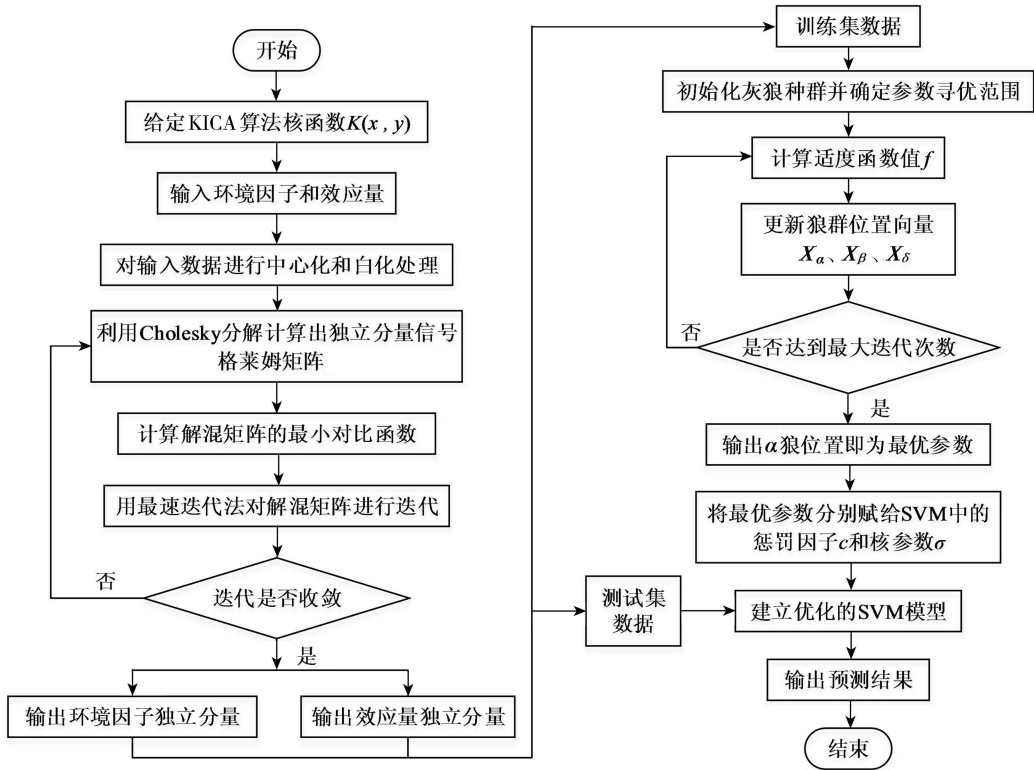 开始
给定KICA算法核函数K(x,y)
输入环境因子和效应量
对输入数据进行中心化和白化处理
利用Cholesky分解计算出独立分量信号
格莱姆矩阵
计算解混矩阵的最小对比函数
用最速迭代法对解混矩阵进行迭代
否
迭代是否收敛
是
输出环境因子独立分量
输出效应量独立分量
训练集数据
初始化灰狼种群并确定参数寻优范围
计算适度函数值f
更新狼群位置向量
Xα、Xβ、Xδ
否
是否达到最大迭代次数
是
输出α狼位置即为最优参数
将最优参数分别赋给SVM中的
惩罚因子c和核参数σ
测试集
数据
建立优化的SVM模型
输出预测结果
结束